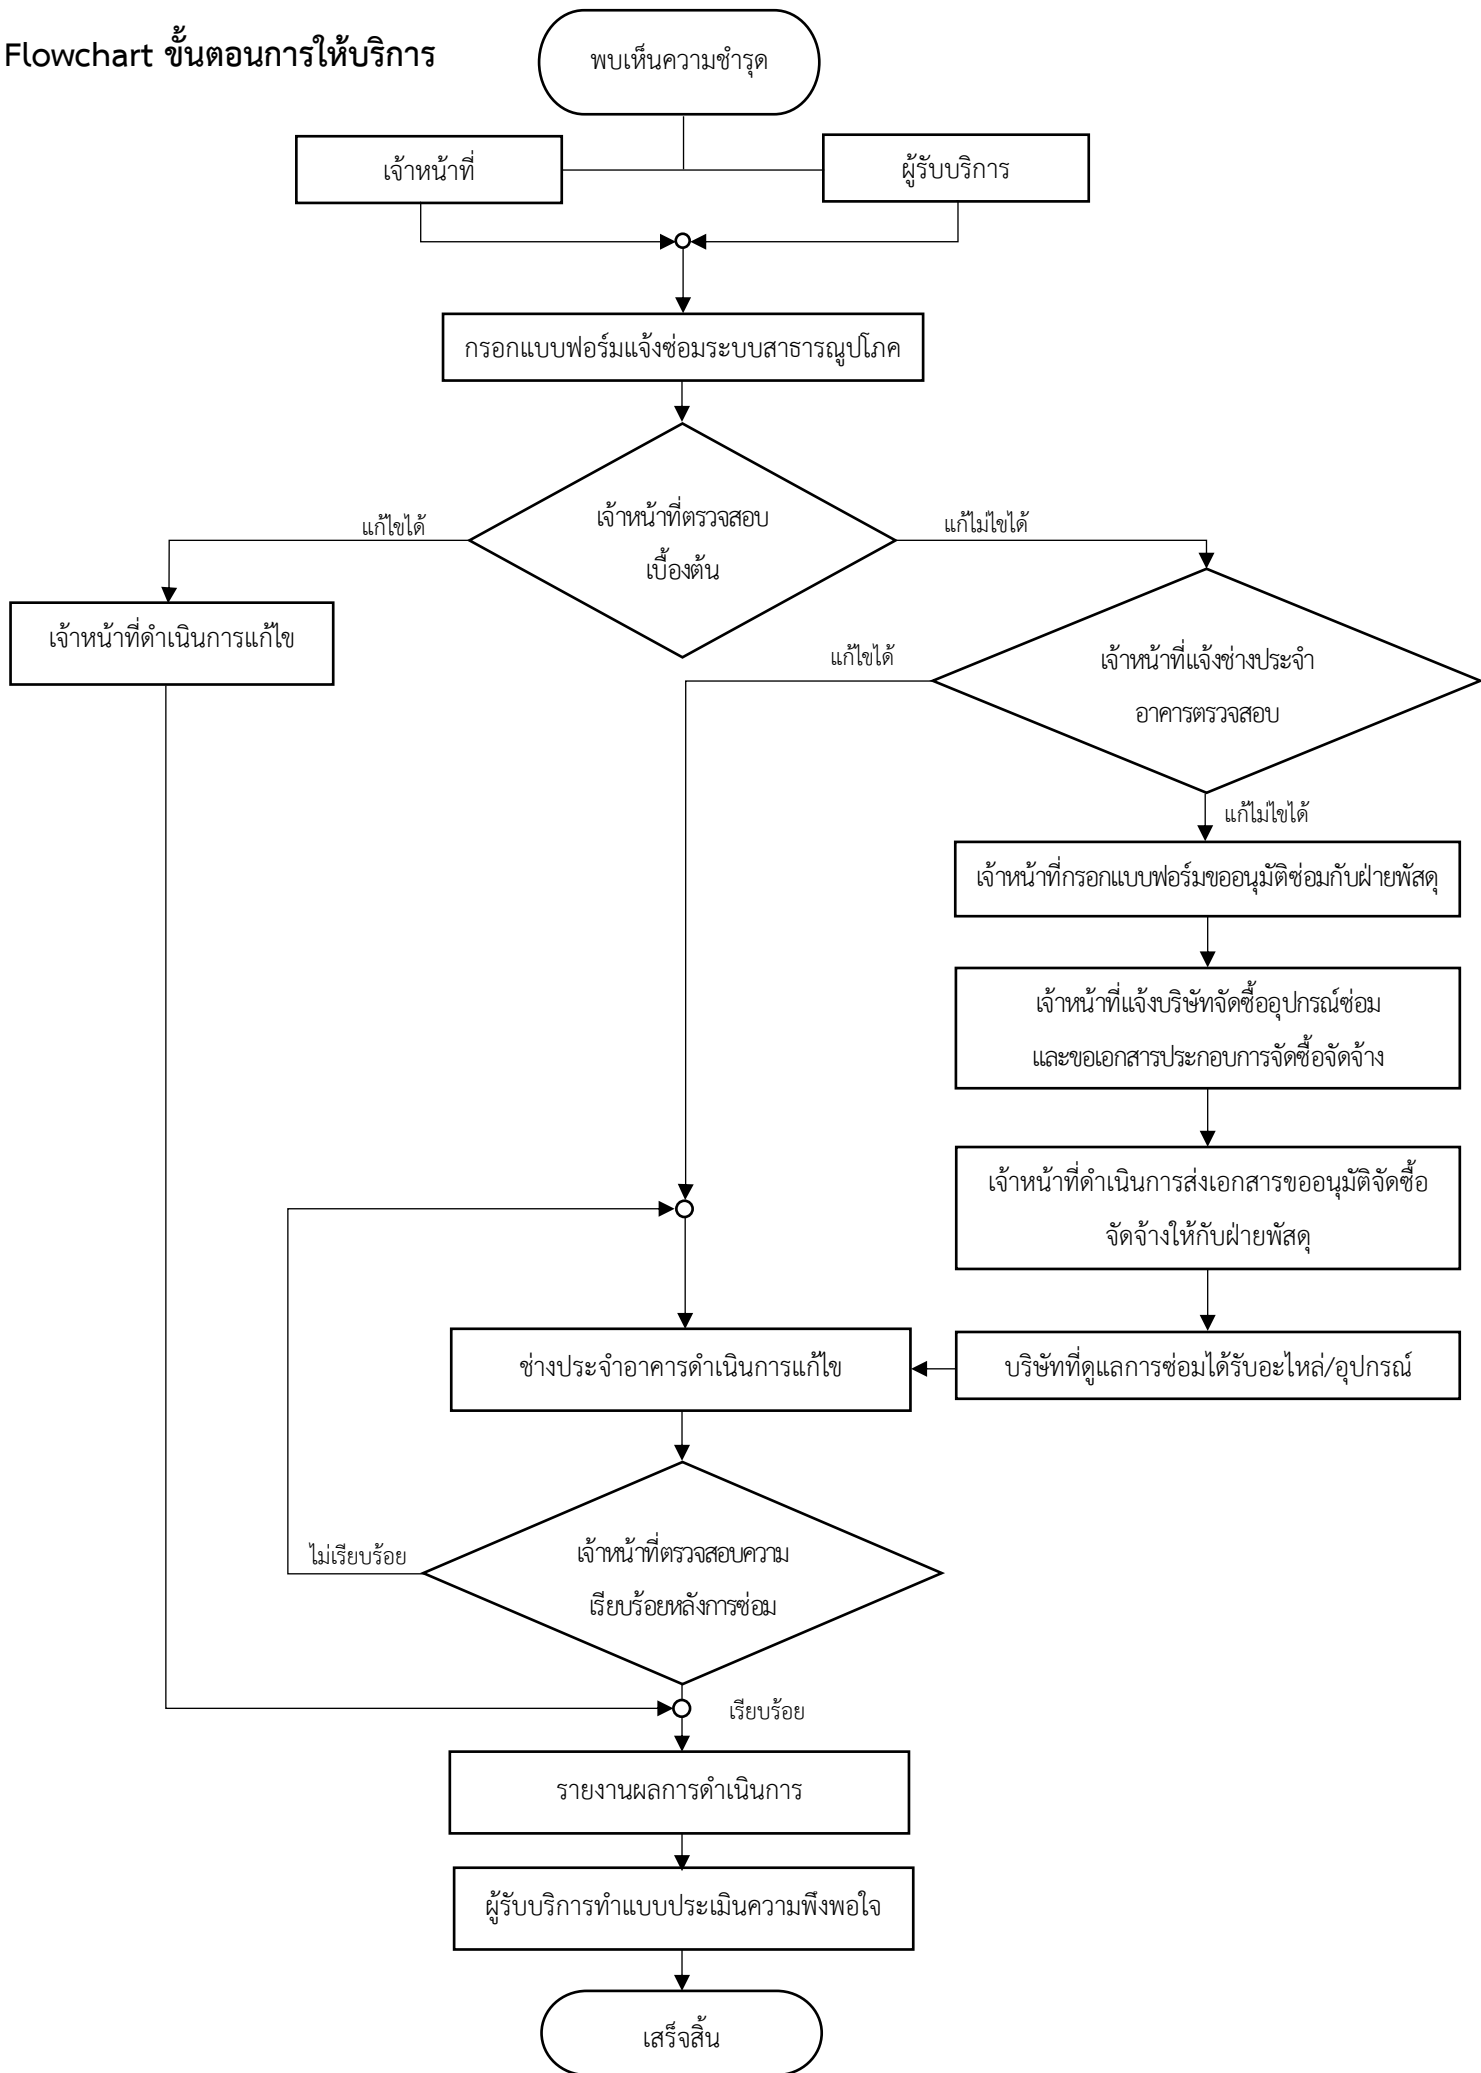 Flowchart ขั้นตอนการให้บริการ
พบเห็นความชำรุด
เจ้าหน้าที่
ผู้รับบริการ
กรอกแบบฟอร์มแจ้งซ่อมระบบสาธารณูปโภค
เจ้าหน้าที่ตรวจสอบ
เบื้องต้น
แก้ไขได้
แก้ไม่ไขได้
เจ้าหน้าที่ดำเนินการแก้ไข
เจ้าหน้าที่แจ้งช่างประจำ
อาคารตรวจสอบ
แก้ไขได้
แก้ไม่ไขได้
เจ้าหน้าที่กรอกแบบฟอร์มขออนุมัติซ่อมกับฝ่ายพัสดุ
เจ้าหน้าที่แจ้งบริษัทจัดซื้ออุปกรณ์ซ่อม
และขอเอกสารประกอบการจัดซื้อจัดจ้าง
เจ้าหน้าที่ดำเนินการส่งเอกสารขออนุมัติจัดซื้อ
จัดจ้างให้กับฝ่ายพัสดุ
บริษัทที่ดูแลการซ่อมได้รับอะไหล่/อุปกรณ์
ช่างประจำอาคารดำเนินการแก้ไข
เจ้าหน้าที่ตรวจสอบความ
เรียบร้อยหลังการซ่อม
ไม่เรียบร้อย
เรียบร้อย
รายงานผลการดำเนินการ
ผู้รับบริการทำแบบประเมินความพึงพอใจ
เสร็จสิ้น